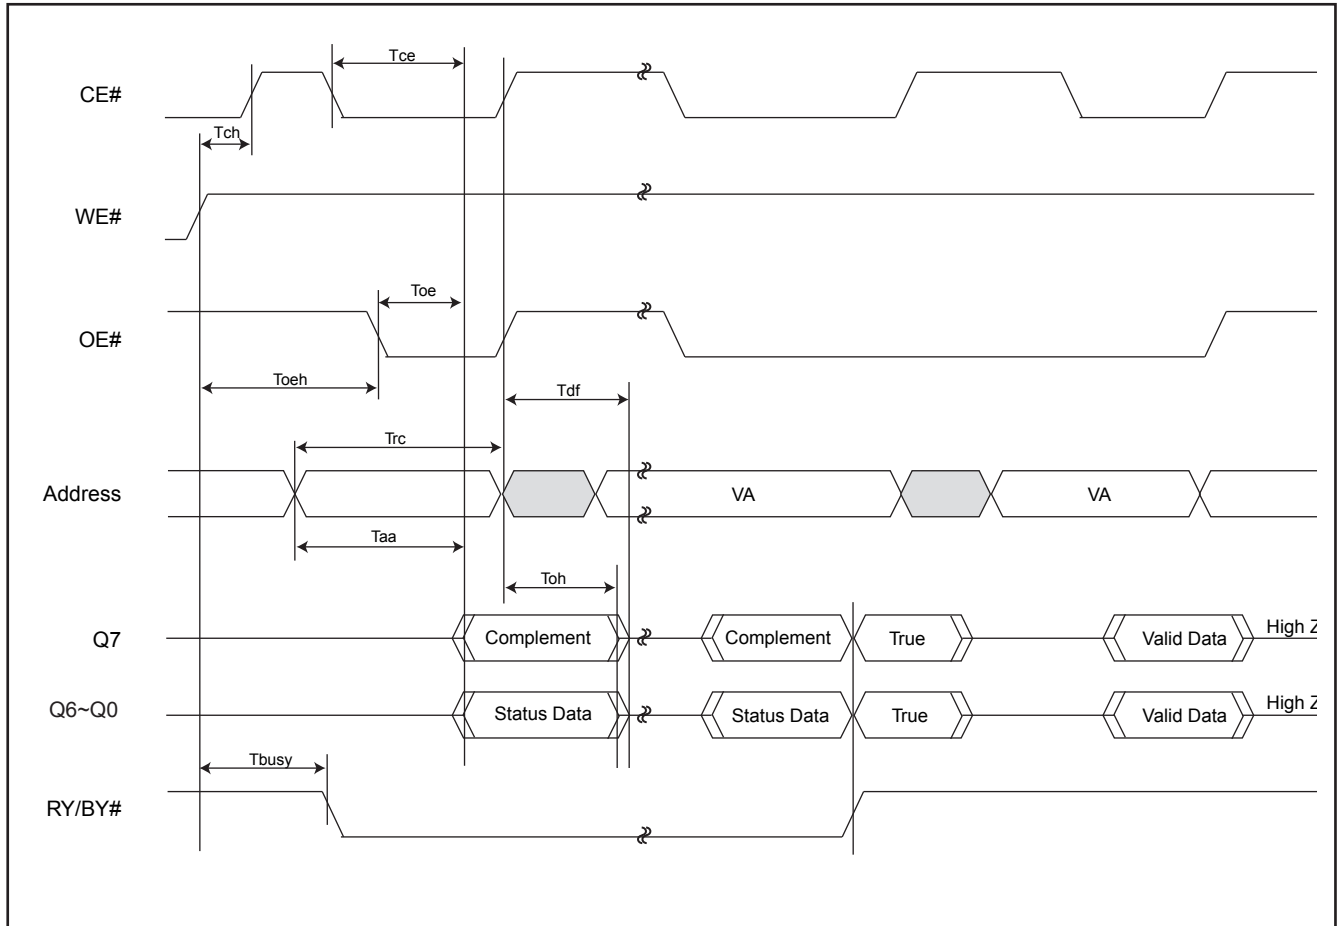 Tce
CE#
Tch
WE#
Toe
OE#
Toeh
Tdf
Trc
Address VA VA
Taa
Toh
Q7 Complement Complement True Valid Data High Z
Q6~Q0 Status Data Status Data True Valid Data High Z
Tbusy
RY/BY#